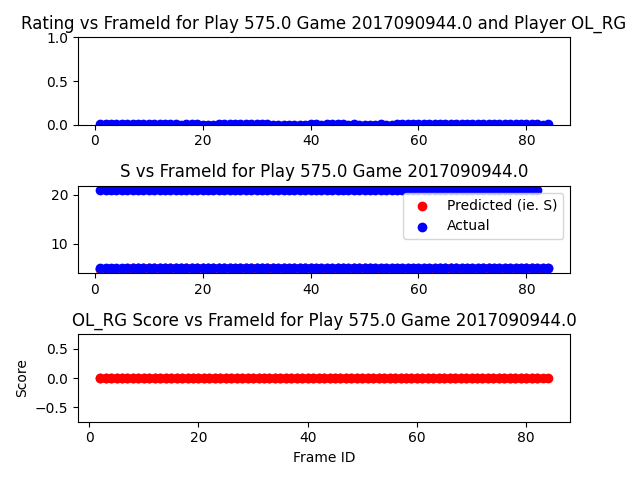 Rating vs FrameId for Play 575.0 Game 2017090944.0 and Player OL_RG
1.0
0.5
0.0
0 20 40 60 80
S vs FrameId for Play 575.0 Game 2017090944.0
20
10
Predicted (ie. S)
Actual
0 20 40 60 80
OL_RG Score vs FrameId for Play 575.0 Game 2017090944.0
Score
0.5
0.0
−0.5
0 20 40 60 80
Frame ID